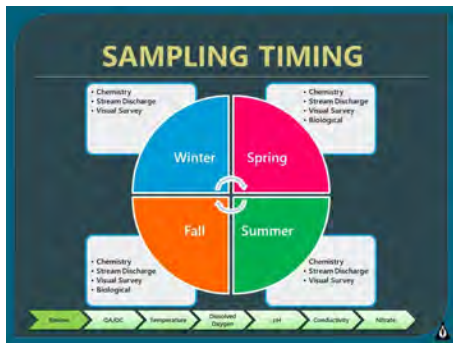 SAMPLING TIMING
• Chemistry
• Stream Discharge
• Visual Survey
• Chemistry
• Stream Discharge
• Visual Survey
• Biological
Winter
Spring
Fall
Summer
• Chemistry
• Stream Discharge
• Visual Survey
• Biological
Chemistry
• Stream Discharge
• Visual Survey
QA/QC
Temperature
Dissolved
Oxygen
pH
Conductivity
Nitrate